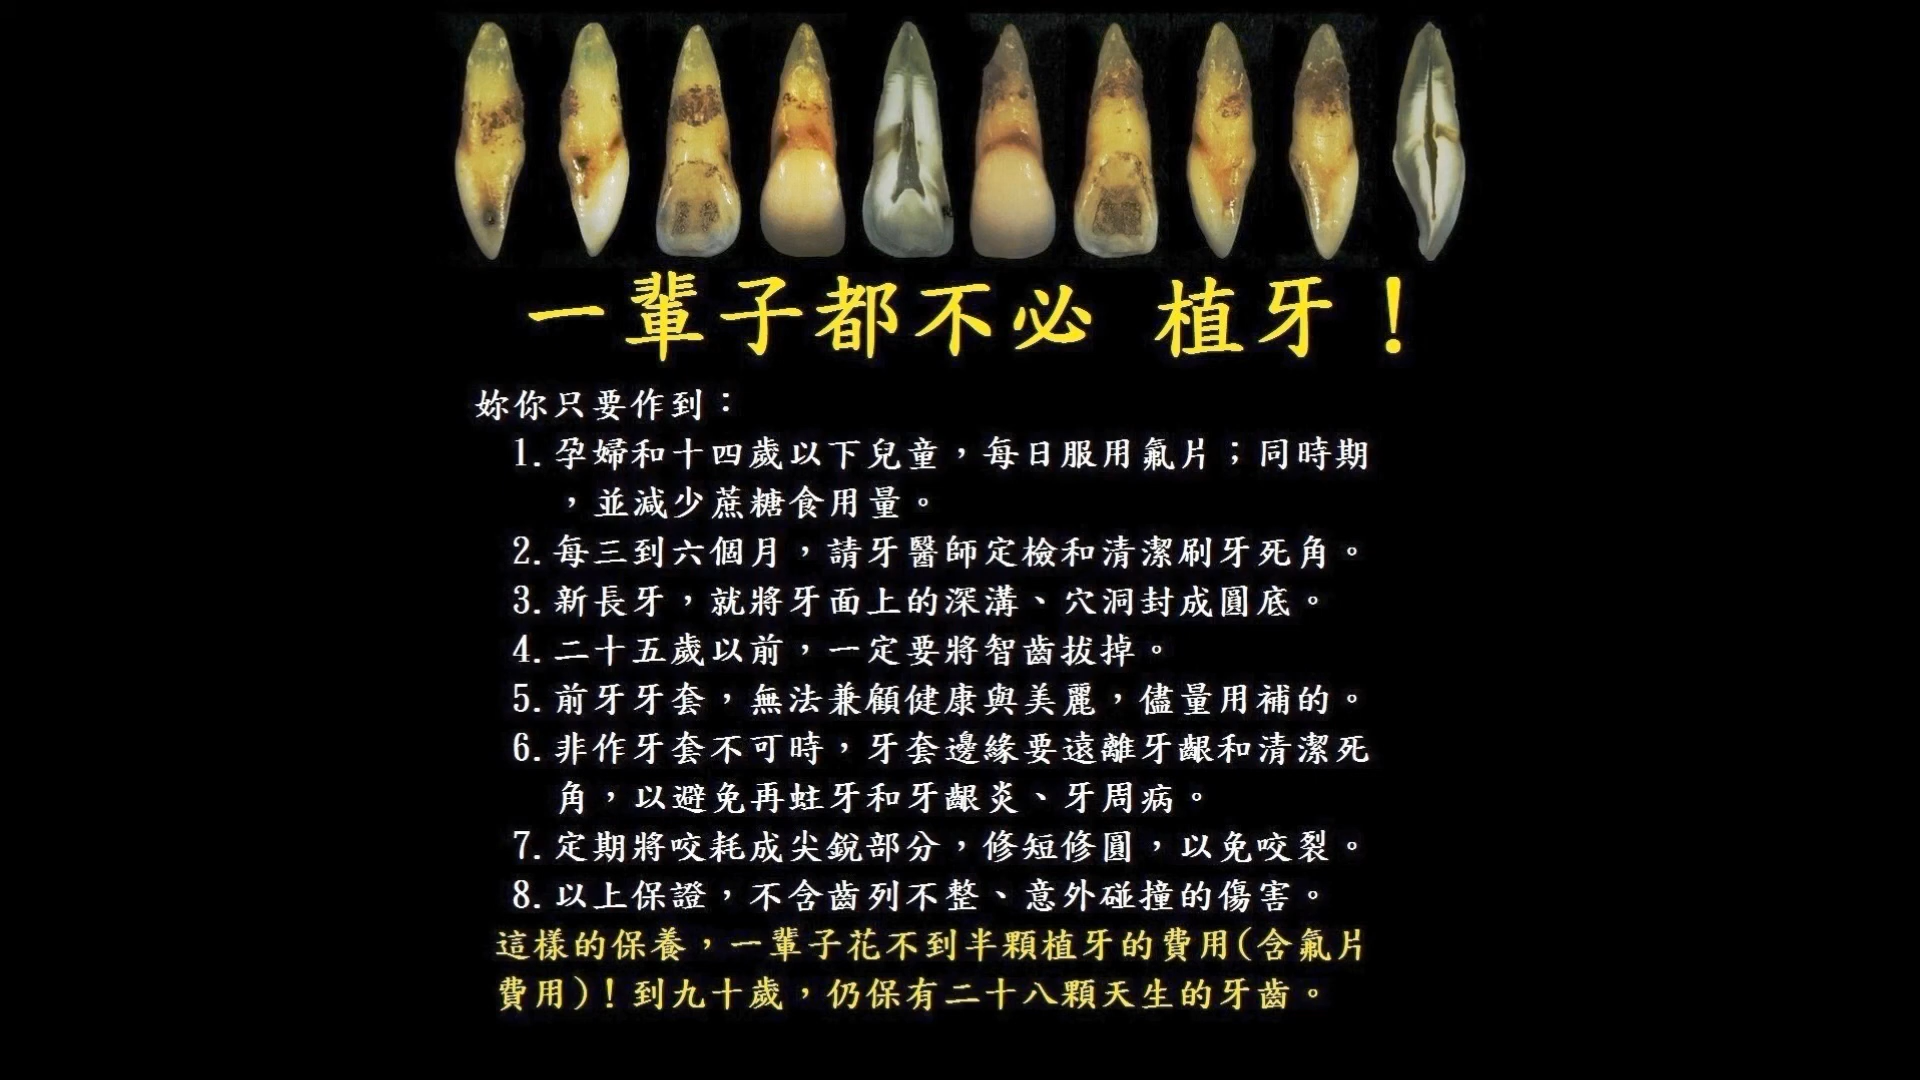 一輩子都不必 植牙！
妳你只要作到：
1.孕婦和十四歲以下兒童，每日服用氟片；同時期
，並減少蔗糖食用量。
2.每三到六個月，請牙醫師定檢和清潔刷牙死角。
3.新長牙，就將牙面上的深溝、穴洞封成圓底。
4.二十五歲以前，一定要將智齒拔掉。
5.前牙牙套，無法兼顧健康與美麗，儘量用補的。
6.非作牙套不可時，牙套邊緣要遠離牙齦和清潔死
角，以避免再蛀牙和牙齦炎、牙周病。
7.定期將咬耗成尖銳部分，修短修圓，以免咬裂。
8.以上保證，不含齒列不整、意外碰撞的傷害。
這樣的保養，一輩子花不到半顆植牙的費用(含氟片
費用)！到九十歲，仍保有二十八顆天生的牙齒。